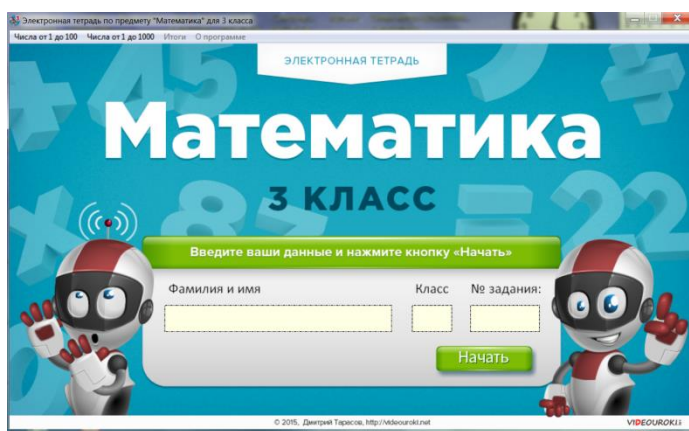 Электронная тетрадь по предмету "Математика" для 3 класса
Числа от 1 до 100 Числа от 1 до 1000 Итоги О программе
ЭЛЕКТРОННАЯ ТЕТРАДЬ
Математика
3 КЛАСС
Введите ваши данные и нажмите кнопку «Начать»
Фамилия и имя Класс № задания:
Начать
© 2015, Дмитрий Тарасов, http://videouroki.net
VIDEOUROKI